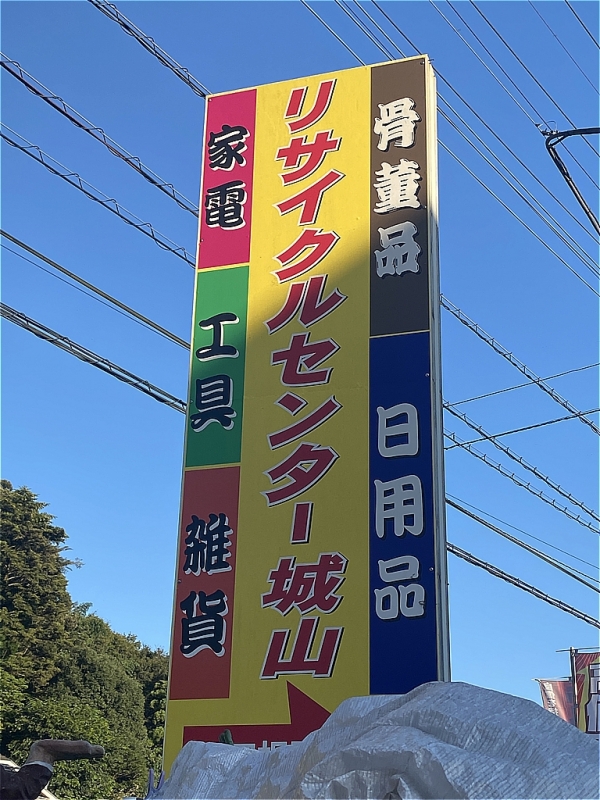 骨董品
日用品
リサイクルセンター城山
家電
工具
雑貨